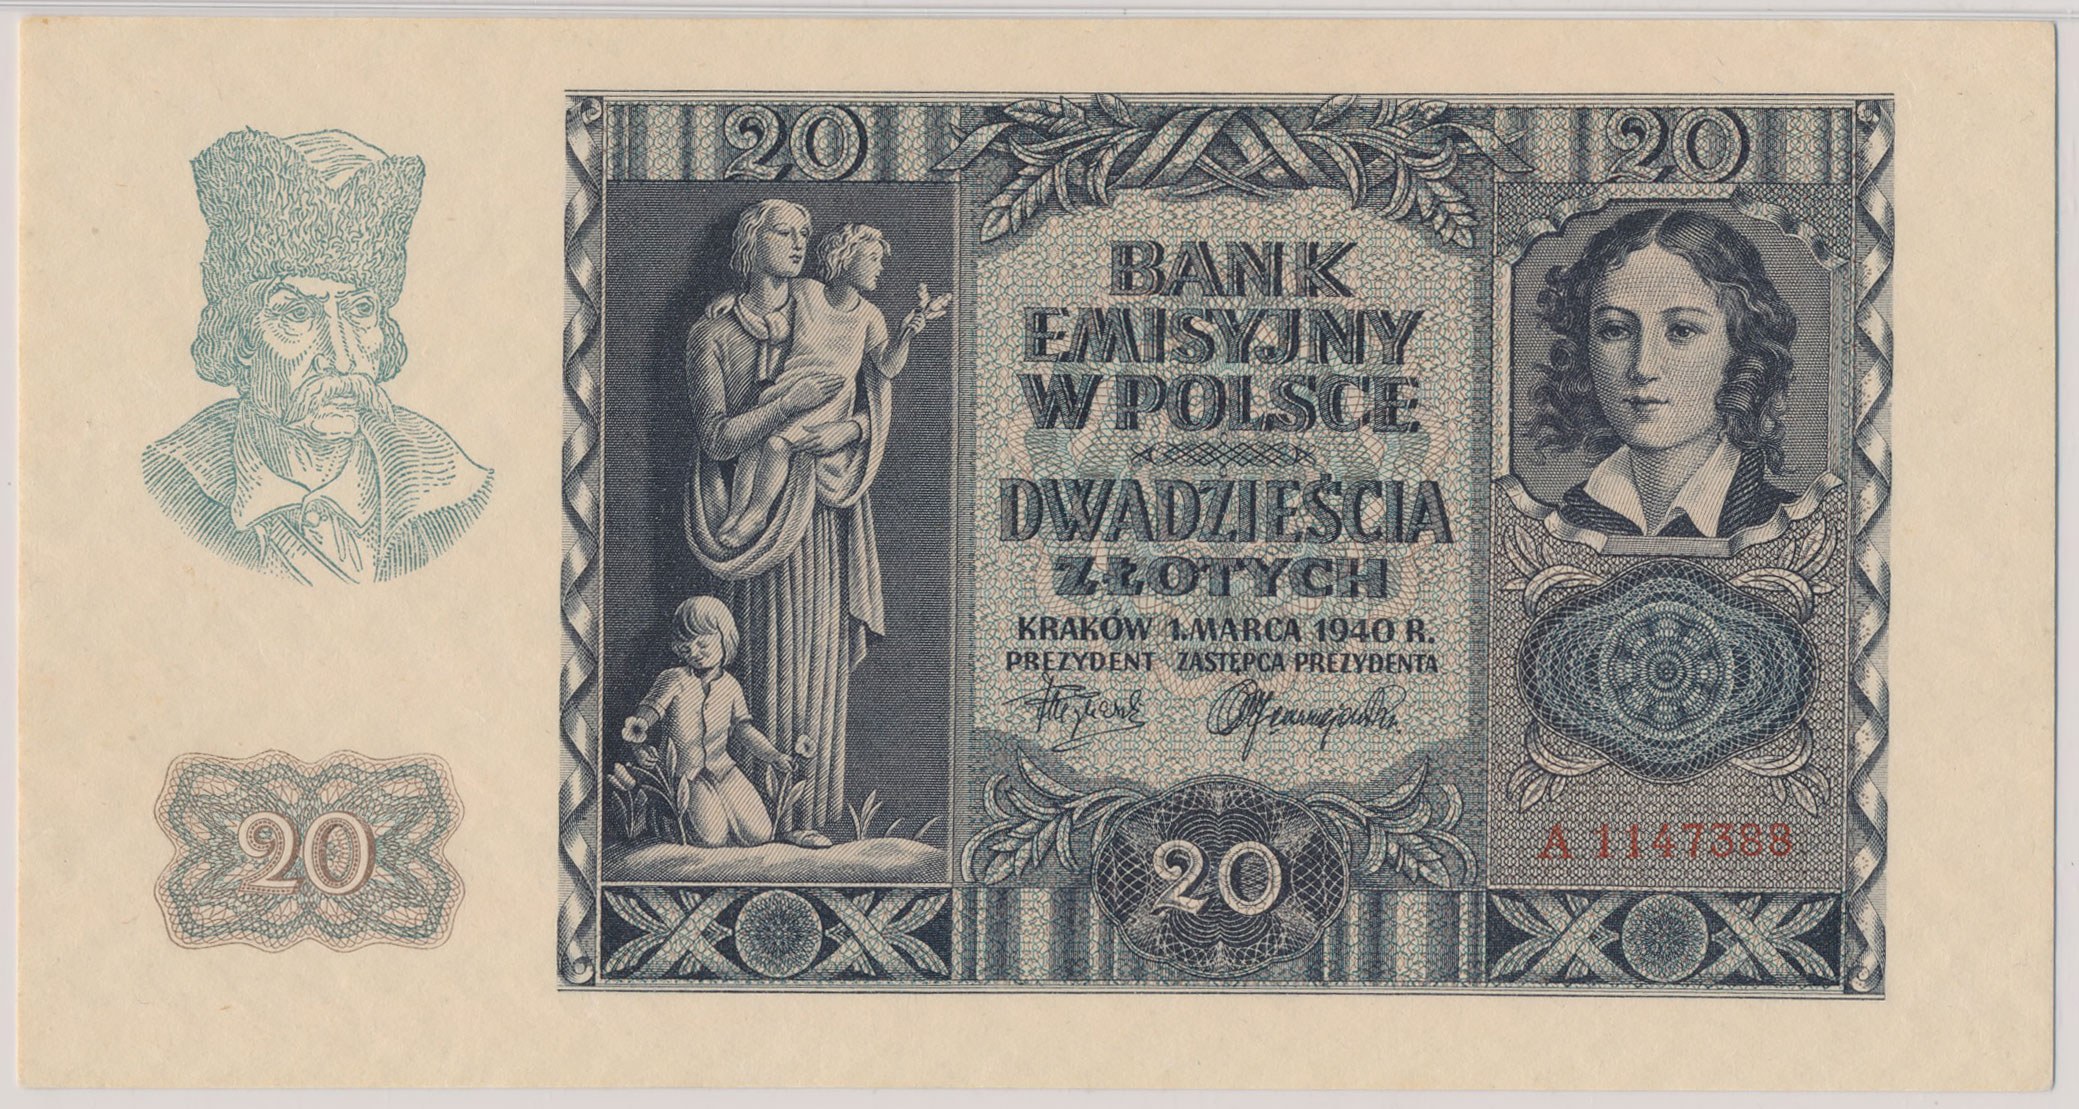 20
20
BANK
EMISYJNY
W POLSCE
DWADZIEŚCIA
ZŁOTYCH
KRAKÓW 1. MARCA 1940 R.
PREZYDENT ZASTĘPCA PREZYDENTA
A 1147388
20
20